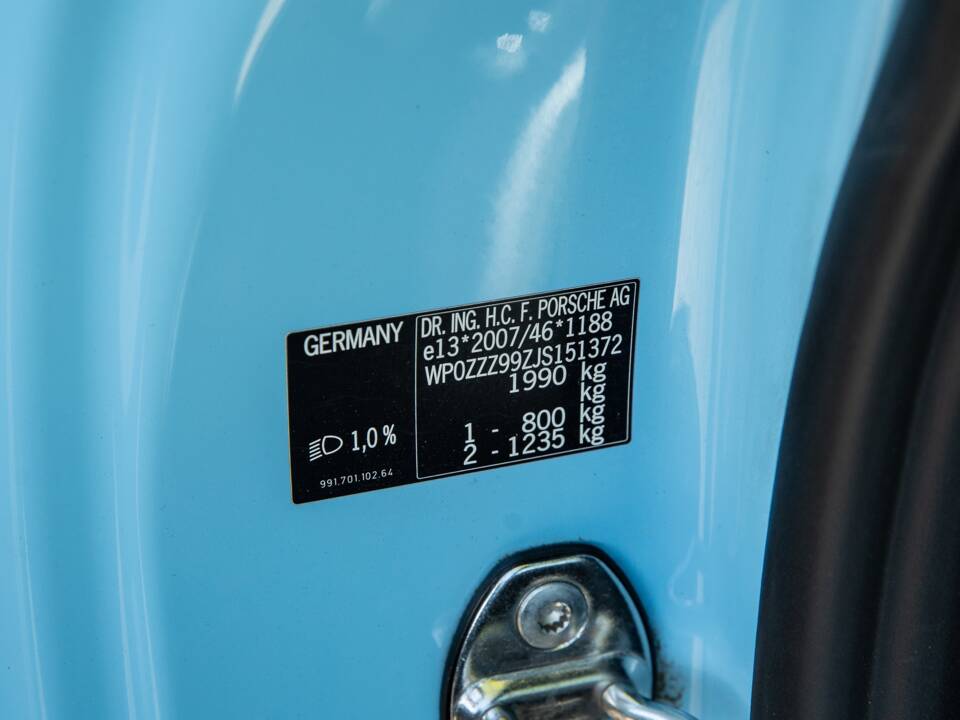 GERMANY
1,0 %
991.701.102.64
DR. ING. H.C. F. PORSCHE AG
e13*2007/46*1188
WP0ZZZ99ZJS151372
1990 kg
kg
1 - 800 kg
2 - 1235 kg